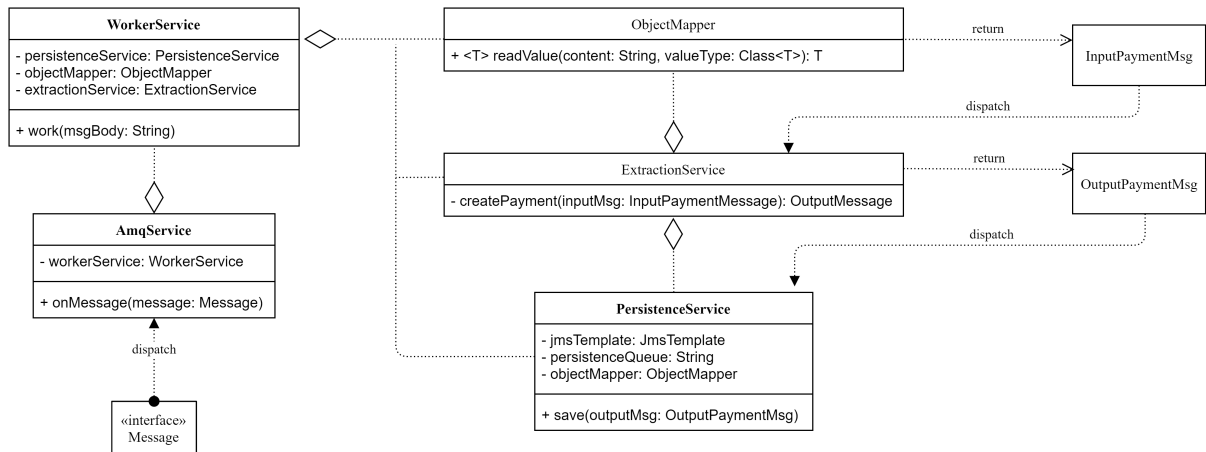 WorkerService
- persistenceService: PersistenceService
- objectMapper: ObjectMapper
- extractionService: ExtractionService
+ work(msgBody: String)
ObjectMapper
+ <T> readValue(content: String, valueType: Class<T>): T
return
InputPaymentMsg
dispatch
ExtractionService
- createPayment(inputMsg: InputPaymentMessage): OutputMessage
return
OutputPaymentMsg
dispatch
AmqService
- workerService: WorkerService
+ onMessage(message: Message)
dispatch
«interface»
Message
PersistenceService
- jmsTemplate: JmsTemplate
- persistenceQueue: String
- objectMapper: ObjectMapper
+ save(outputMsg: OutputPaymentMsg)